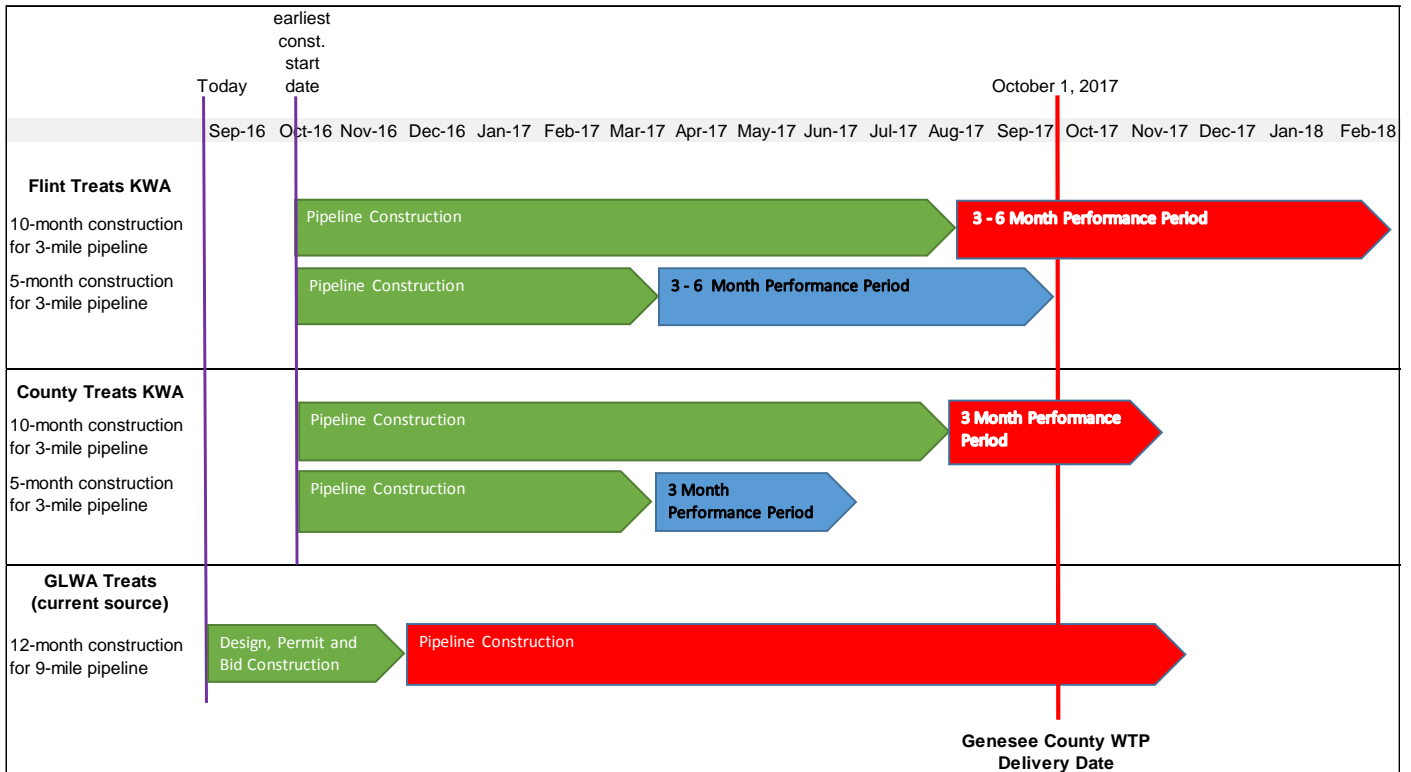 earliest
const.
start
date
Today
October 1, 2017
Sep-16 Oct-16 Nov-16 Dec-16 Jan-17 Feb-17 Mar-17 Apr-17 May-17 Jun-17 Jul-17 Aug-17 Sep-17 Oct-17 Nov-17 Dec-17 Jan-18 Feb-18
Flint Treats KWA
10-month construction
for 3-mile pipeline
Pipeline Construction
3 - 6 Month Performance Period
5-month construction
for 3-mile pipeline
Pipeline Construction
3 - 6 Month Performance Period
County Treats KWA
10-month construction
for 3-mile pipeline
Pipeline Construction
3 Month Performance
Period
5-month construction
for 3-mile pipeline
Pipeline Construction
3 Month
Performance Period
GLWA Treats
(current source)
12-month construction
for 9-mile pipeline
Design, Permit and
Bid Construction
Pipeline Construction
Genesee County WTP
Delivery Date